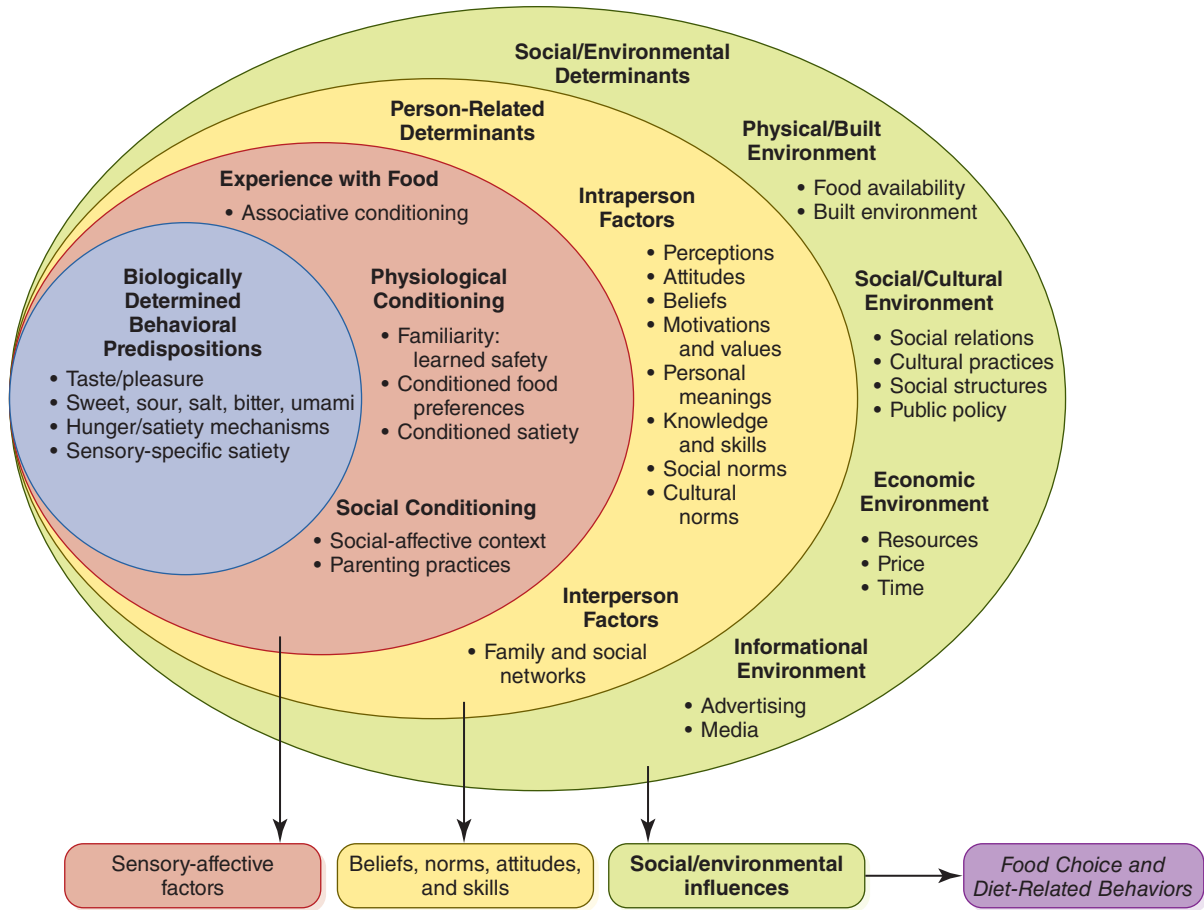 Social/Environmental
Determinants
Person-Related
Determinants
Physical/Built
Environment
• Food availability
• Built environment
Experience with Food
• Associative conditioning
Intraperson
Factors
• Perceptions
• Attitudes
• Beliefs
• Motivations
and values
• Personal
meanings
• Knowledge
and skills
• Social norms
• Cultural
norms
Biologically
Determined
Behavioral
Predispositions
• Taste/pleasure
• Sweet, sour, salt, bitter, umami
• Hunger/satiety mechanisms
• Sensory-specific satiety
Physiological
Conditioning
• Familiarity:
learned safety
• Conditioned food
preferences
• Conditioned satiety
Social/Cultural
Environment
• Social relations
• Cultural practices
• Social structures
• Public policy
Social Conditioning
• Social-affective context
• Parenting practices
Economic
Environment
• Resources
• Price
• Time
Interperson
Factors
• Family and social
networks
Informational
Environment
• Advertising
• Media
Sensory-affective
factors
Beliefs, norms, attitudes,
and skills
Social/environmental
influences
Food Choice and
Diet-Related Behaviors